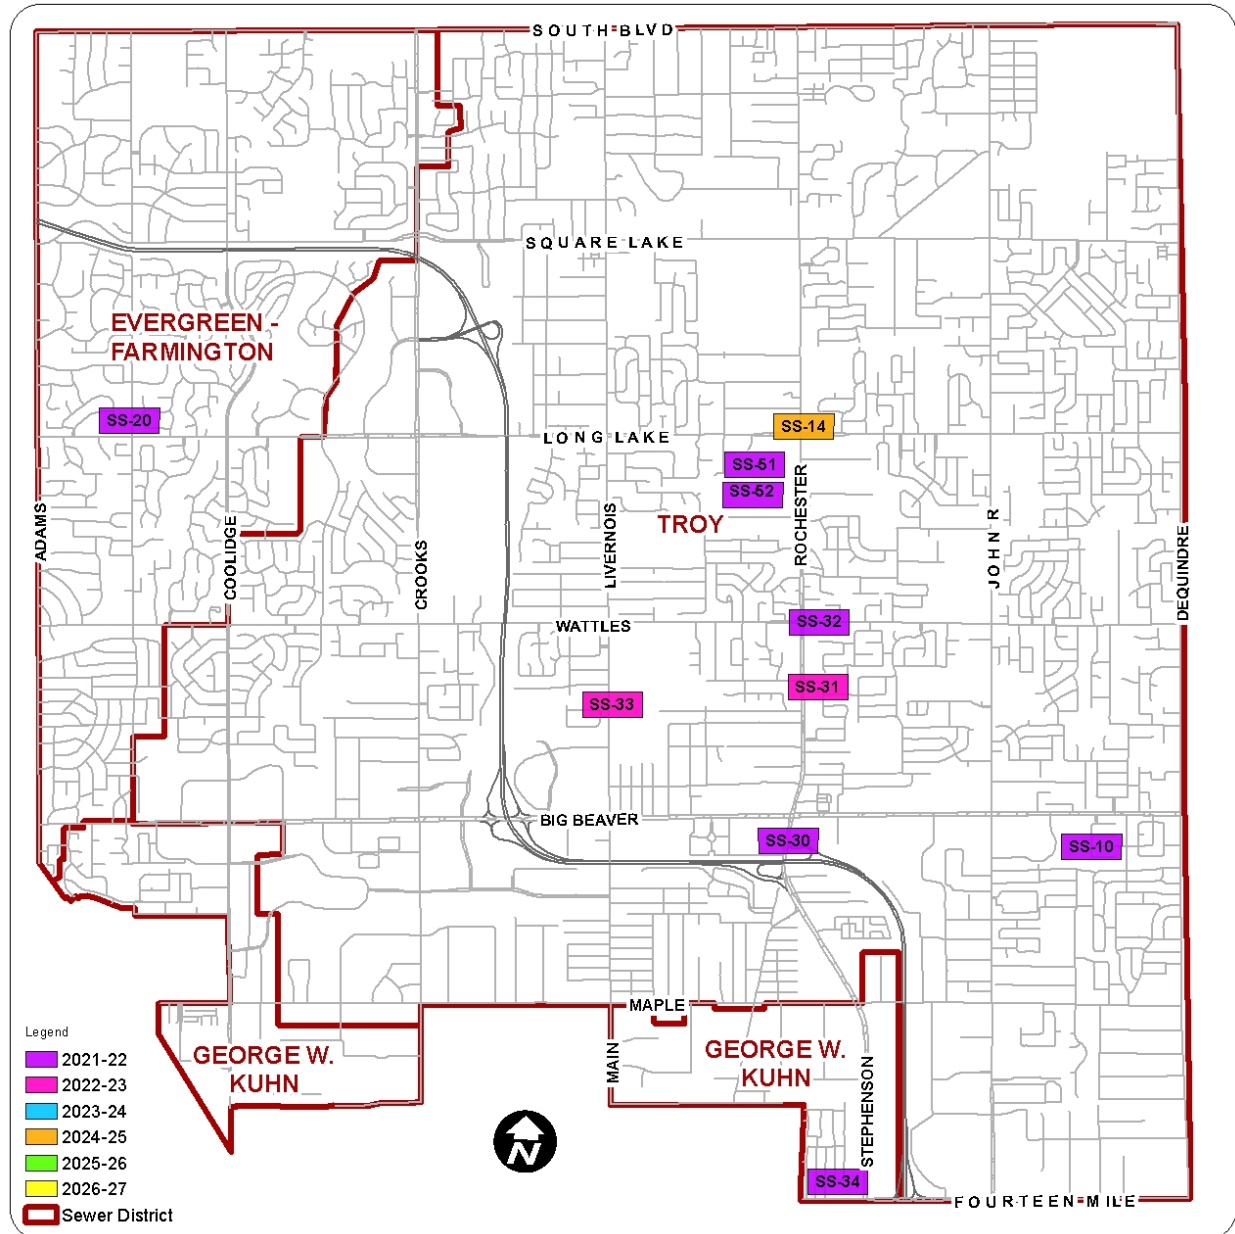 SOUTH BLVD
SQUARE LAKE
EVERGREEN -
FARMINGTON
SS-20
SS-14
LONG LAKE
SS-51
SS-52
TROY
ADAMS
COOLIDGE
CROOKS
LIVERNOIS
ROCHESTER
JOHN R
DEQUINDRE
SS-32
WATTLES
SS-31
SS-33
BIG BEAVER
SS-30
SS-10
MAPLE
GEORGE W.
KUHN
MAIN
GEORGE W.
KUHN
STEPHENSON
SS-34
FOURTEEN MILE
N
Legend
2021-22
2022-23
2023-24
2024-25
2025-26
2026-27
Sewer District